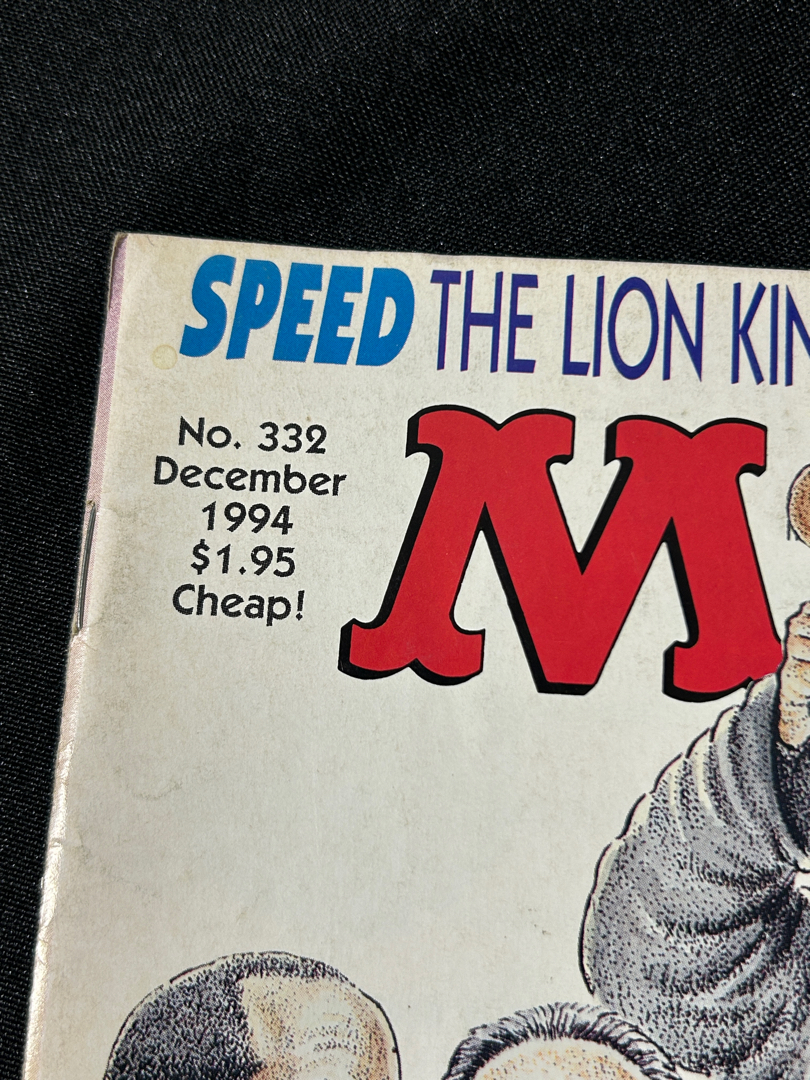 SPEED THE LION KIN
No. 332
December
1994
$1.95
Cheap!
M